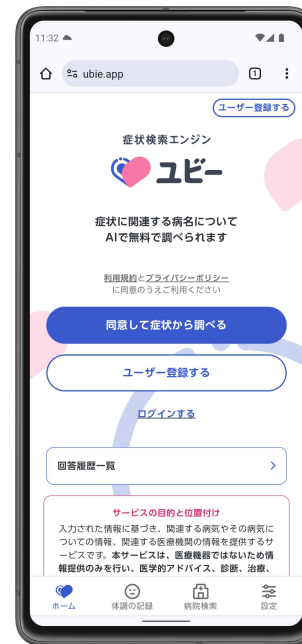 11:32
ubie.app
1
ユーザー登録する
症状検索エンジン
ユビー
症状に関連する病名について
AIで無料で調べられます
利用規約とプライバシーポリシー
に同意のうえご利用ください
同意して症状から調べる
ユーザー登録する
ログインする
回答履歴一覧
サービスの目的と位置付け
入力された情報に基づき、関連する病気やその病気に
ついての情報、関連する医療機関の情報を提供するサ
ービスです。本サービスは、医療機器ではないため情
報提供のみを行い、医学的アドバイス、診断、治療、
ホーム
体調の記録
病院検索
設定